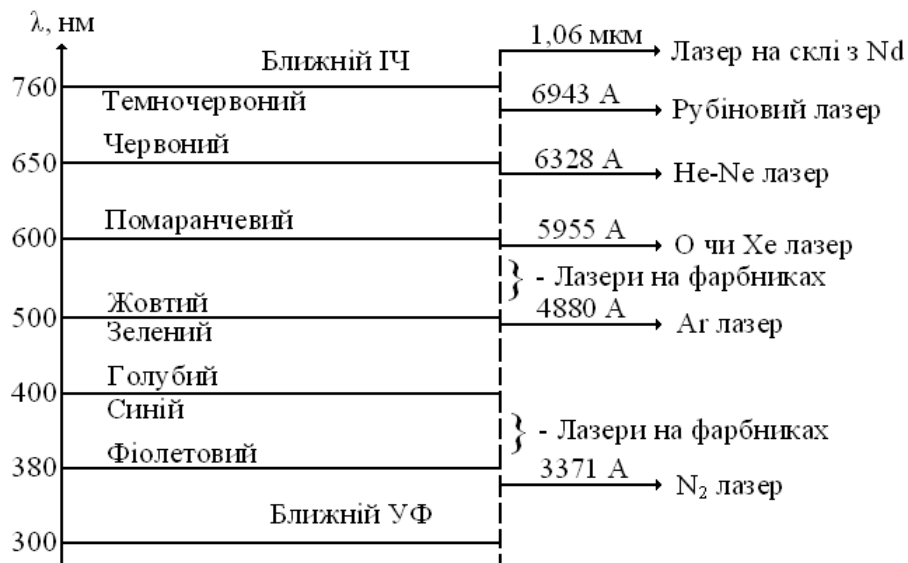 λ, нм
1,06 мкм
Лазер на склі з Nd
Ближній ІЧ
760
Темночервоний
6943 А
Рубіновий лазер
Червоний
650
6328 А
He-Ne лазер
Помаранчевий
600
5955 А
О чи Хе лазер
} - Лазери на фарбниках
Жовтий
500
4880 А
Ar лазер
Зелений
Голубий
400
Синій
} - Лазери на фарбниках
Фіолетовий
380
3371 А
N₂ лазер
Ближній УФ
300